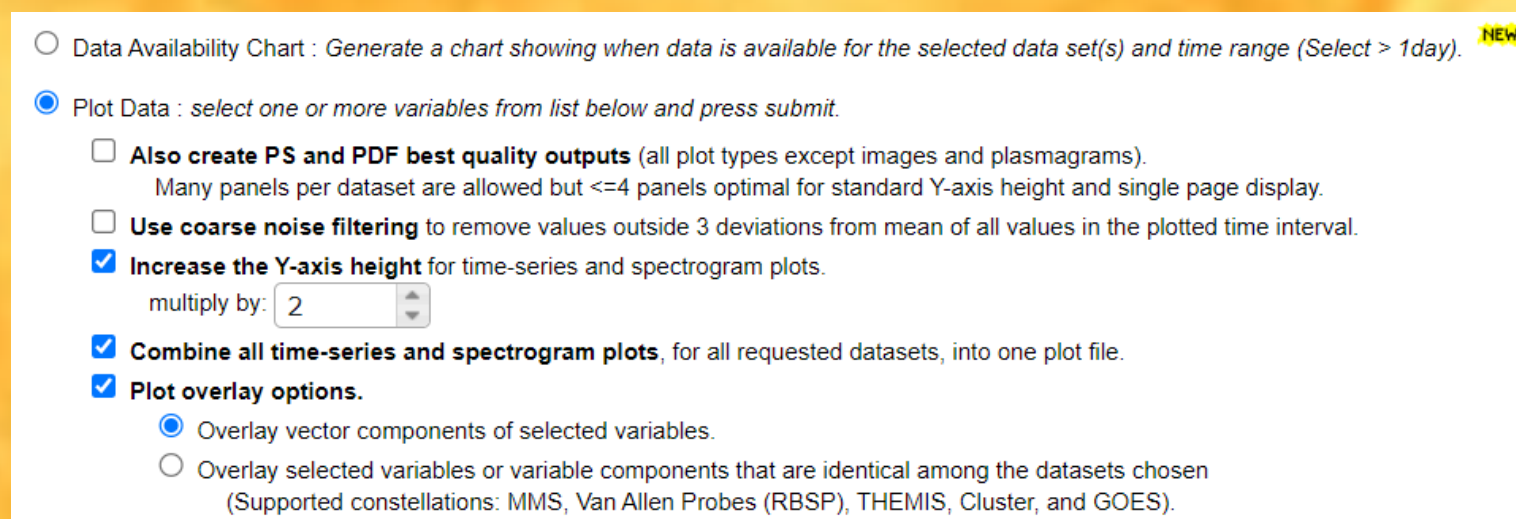 Data Availability Chart : Generate a chart showing when data is available for the selected data set(s) and time range (Select > 1day). NEW
Plot Data : select one or more variables from list below and press submit.
Also create PS and PDF best quality outputs (all plot types except images and plasmagrams).
Many panels per dataset are allowed but <=4 panels optimal for standard Y-axis height and single page display.
Use coarse noise filtering to remove values outside 3 deviations from mean of all values in the plotted time interval.
Increase the Y-axis height for time-series and spectrogram plots.
multiply by: 2
Combine all time-series and spectrogram plots, for all requested datasets, into one plot file.
Plot overlay options.
Overlay vector components of selected variables.
Overlay selected variables or variable components that are identical among the datasets chosen
(Supported constellations: MMS, Van Allen Probes (RBSP), THEMIS, Cluster, and GOES).